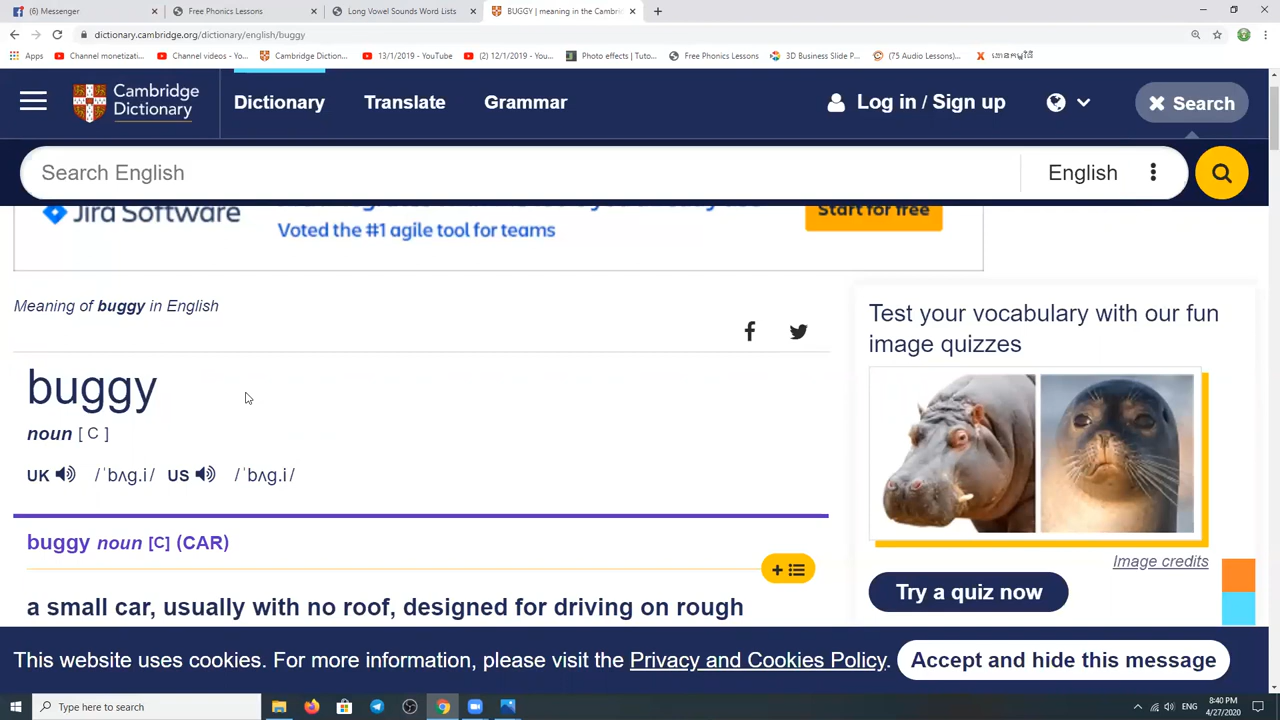 (6) Messenger
Free Phonics Lessons
Long Vowel Sounds Word Lists
BUGGY | meaning in the Cambri
dictionary.cambridge.org/dictionary/english/buggy
Apps
Channel monetizati...
Channel videos - Yo...
Cambridge Diction...
13/1/2019 - YouTube
(2) 12/1/2019 - YouTu...
Photo effects | Tuto...
Free Phonics Lessons
3D Business Slide P...
(75 Audio Lessons)...
Cambridge Dictionary
Dictionary
Translate
Grammar
Log in / Sign up
Search
Search English
English
Jira Software
Start for free
Voted the #1 agile tool for teams
Meaning of buggy in English
Test your vocabulary with our fun
image quizzes
buggy
noun [ C ]
UK /ˈbʌɡ.i/ US /ˈbʌɡ.i/
buggy noun [C] (CAR)
Image credits
Try a quiz now
a small car, usually with no roof, designed for driving on rough
This website uses cookies. For more information, please visit the Privacy and Cookies Policy.
Accept and hide this message
Type here to search
ENG
8:40 PM
4/27/2020